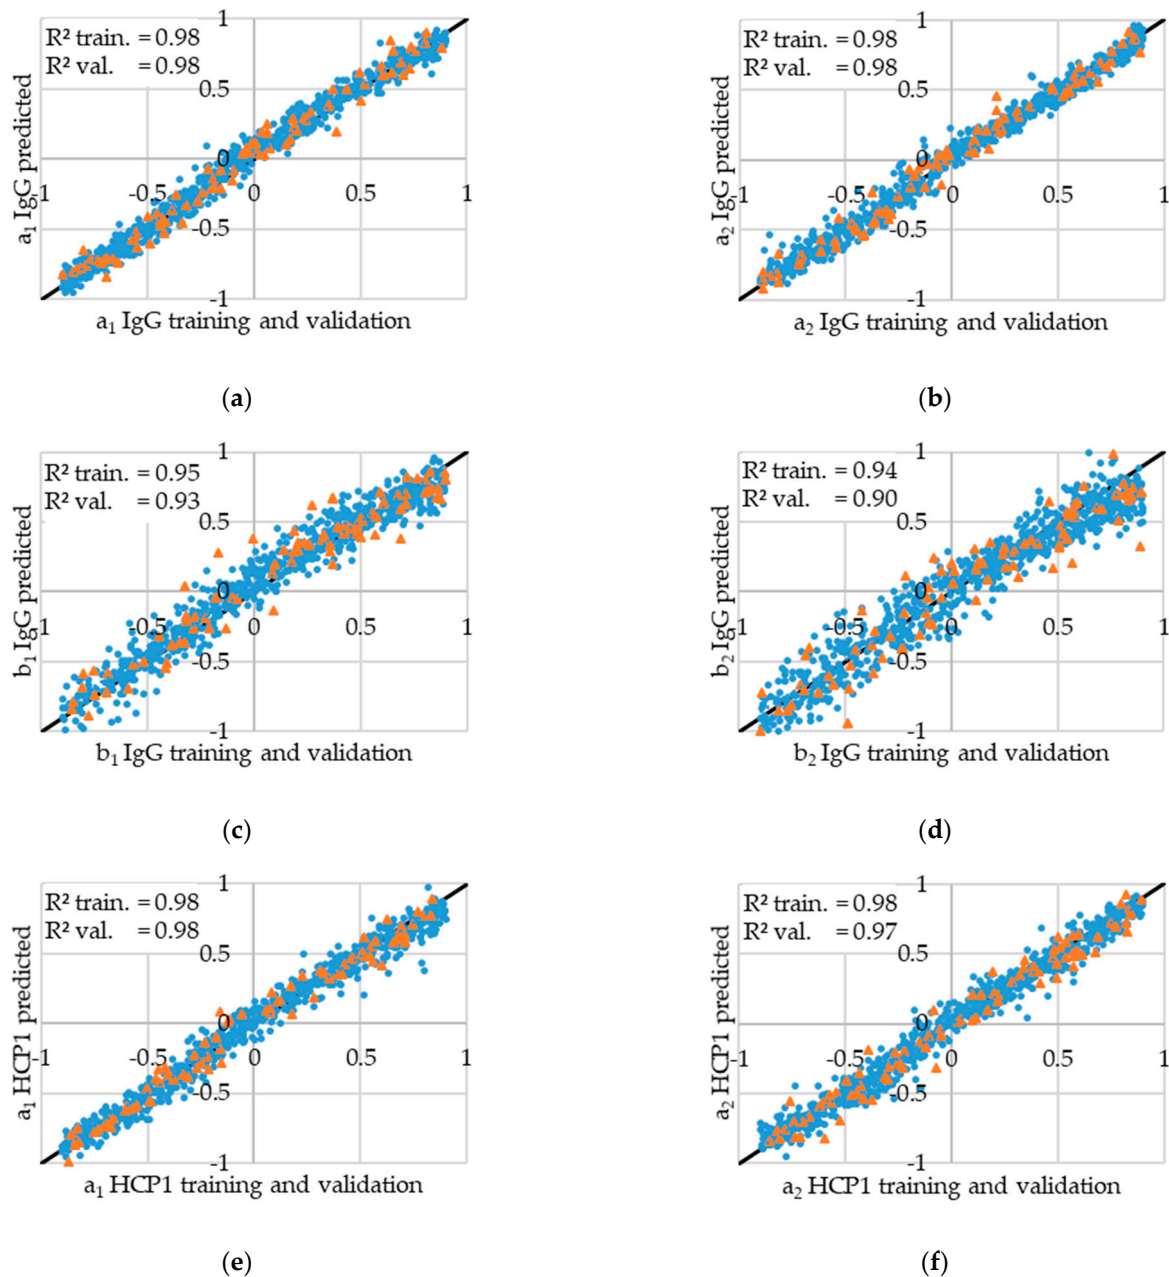 1
R² train. = 0.98
R² val. = 0.98
0.5
0
-1
-0.5
0
0.5
1
-0.5
-1
a₁ IgG predicted
a₁ IgG training and validation
(a)
1
R² train. = 0.98
R² val. = 0.98
0.5
0
-1
-0.5
0
0.5
1
-0.5
-1
a₂ IgG predicted
a₂ IgG training and validation
(b)
1
R² train. = 0.95
R² val. = 0.93
0.5
0
-1
-0.5
0
0.5
1
-0.5
-1
b₁ IgG predicted
b₁ IgG training and validation
(c)
1
R² train. = 0.94
R² val. = 0.90
0.5
0
-1
-0.5
0
0.5
1
-0.5
-1
b₂ IgG predicted
b₂ IgG training and validation
(d)
1
R² train. = 0.98
R² val. = 0.98
0.5
0
-1
-0.5
0
0.5
1
-0.5
-1
a₁ HCP1 predicted
a₁ HCP1 training and validation
(e)
1
R² train. = 0.98
R² val. = 0.97
0.5
0
-1
-0.5
0
0.5
1
-0.5
-1
a₂ HCP1 predicted
a₂ HCP1 training and validation
(f)